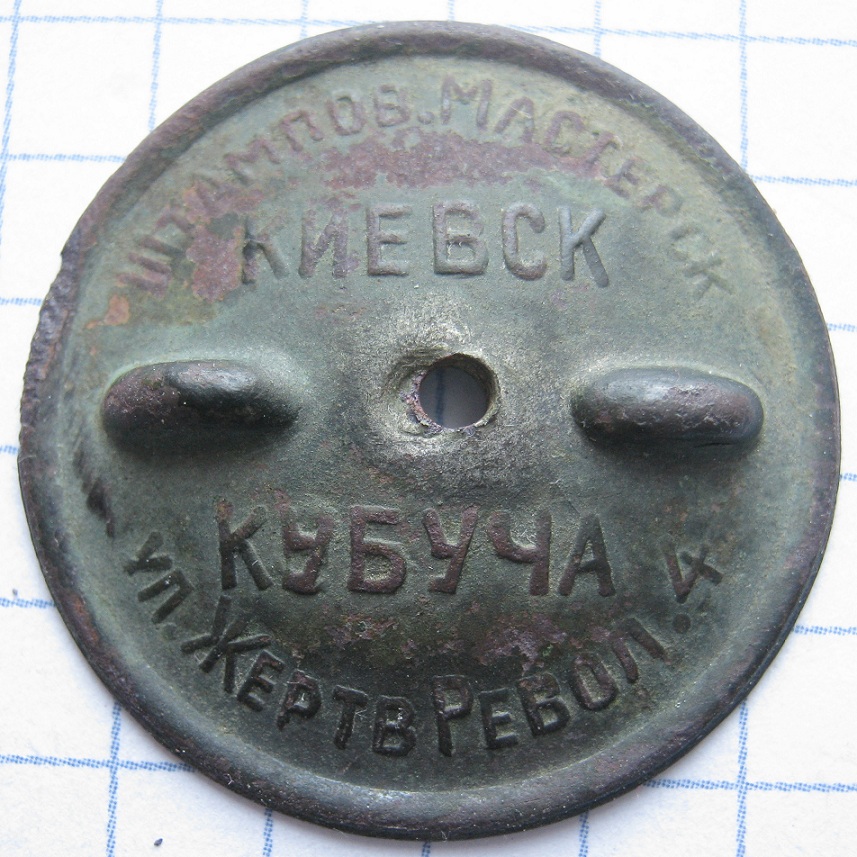 ШТАМПОВ. МАСТЕРСК
КИЕВСК
КУБУЧА
УЛ. ЖЕРТВ РЕВОЛ. 4